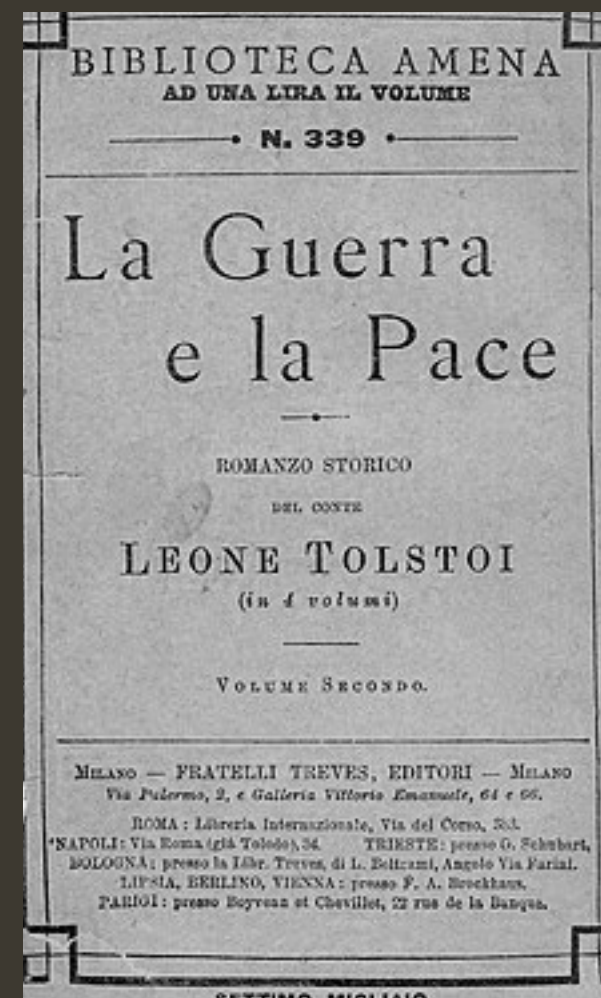 BIBLIOTECA AMENA
AD UNA LIRA IL VOLUME
N. 339
La Guerra
e la Pace
ROMANZO STORICO
DEL CONTE
LEONE TOLSTOI
(in 4 volumi)
VOLUME SECONDO.
MILANO — FRATELLI TREVES, EDITORI — MILANO
Via Palermo, 2, e Galleria Vittorio Emanuele, 64 e 66.
ROMA: Libreria Internazionale, Via del Corso, 383.
NAPOLI: Via Roma (già Toledo), 34. TRIESTE: presso G. Schubart,
BOLOGNA: presso la Libr. Treves, di L. Beltrami, Angolo Via Farini.
LIPSIA, BERLINO, VIENNA: presso F. A. Brockhaus.
PARIGI: presso Boyveau et Chevillet, 22 rue de la Banque.
SETTIMO MIGLIAIO